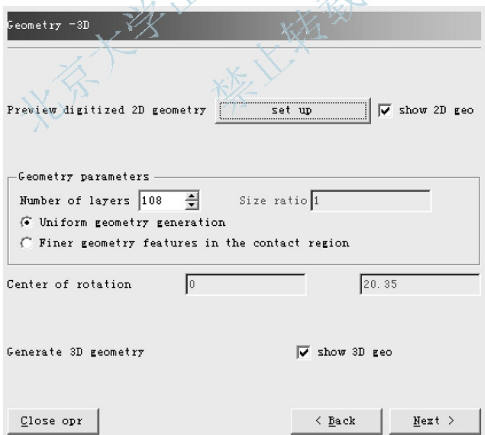 Geometry -3D
北京大学
禁止转载
Preview digitized 2D geometry set up show 2D geo
Geometry parameters
Number of layers 108 Size ratio 1
Uniform geometry generation
Finer geometry features in the contact region
Center of rotation 0 20.35
Generate 3D geometry show 3D geo
Close opr < Back Next >